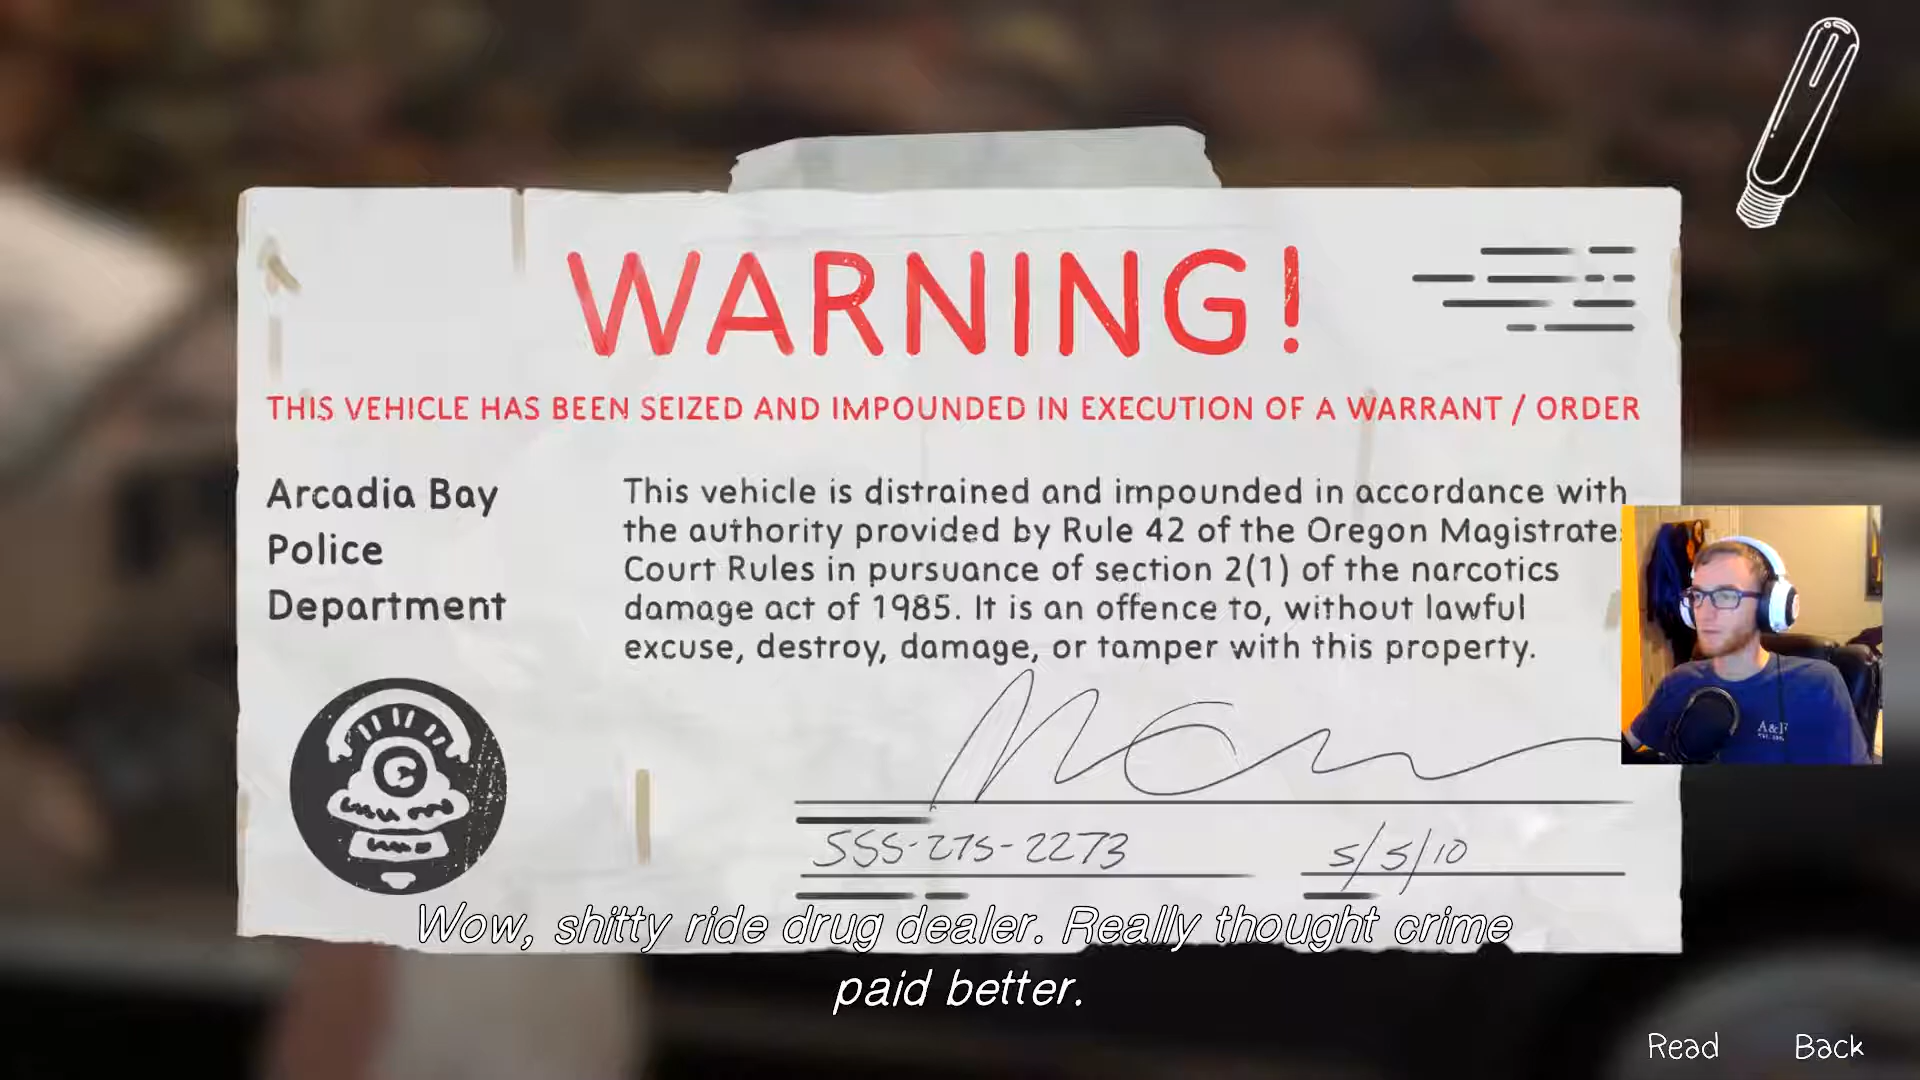 WARNING!
THIS VEHICLE HAS BEEN SEIZED AND IMPOUNDED IN EXECUTION OF A WARRANT / ORDER
Arcadia Bay
Police
Department
This vehicle is distrained and impounded in accordance with
the authority provided by Rule 42 of the Oregon Magistrate
Court Rules in pursuance of section 2(1) of the narcotics
damage act of 1985. It is an offence to, without lawful
excuse, destroy, damage, or tamper with this property.
A&F
555-275-2273
5/5/10
Wow, shitty ride drug dealer. Really thought crime
paid better.
Read Back